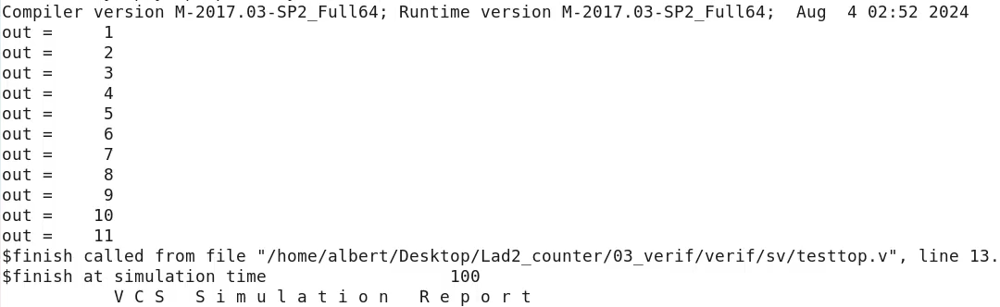 Compiler version M-2017.03-SP2_Full64; Runtime version M-2017.03-SP2_Full64;  Aug  4 02:52 2024
out =     1
out =     2
out =     3
out =     4
out =     5
out =     6
out =     7
out =     8
out =     9
out =    10
out =    11
$finish called from file "/home/albert/Desktop/Lad2_counter/03_verif/verif/sv/testtop.v", line 13.
$finish at simulation time                  100
           V C S   S i m u l a t i o n   R e p o r t